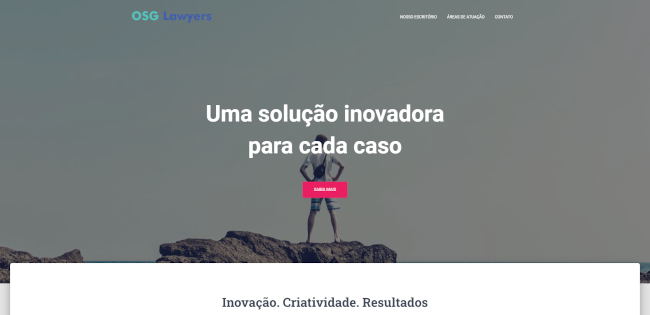 OSG Lawyers
NOSSO ESCRITÓRIO ÁREAS DE ATUAÇÃO CONTATO
Uma solução inovadora
para cada caso
SAIBA MAIS
Inovação. Criatividade. Resultados